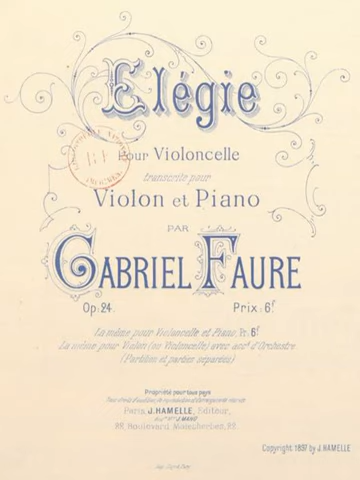 Elégie
Pour Violoncelle
transcrite pour
Violon et Piano
PAR
GABRIEL FAURE
Op: 24. Prix: 6f
La même pour Violoncelle et Piano, Pr: 6f
La même pour Violon (ou Violoncelle) avec acct d'Orchestre
(Partition et parties séparées)
Propriété pour tous pays
Paris, J. HAMELLE, Editeur,
Boulevard Malesherbes,
Copyright 1897 by J. HAMELLE